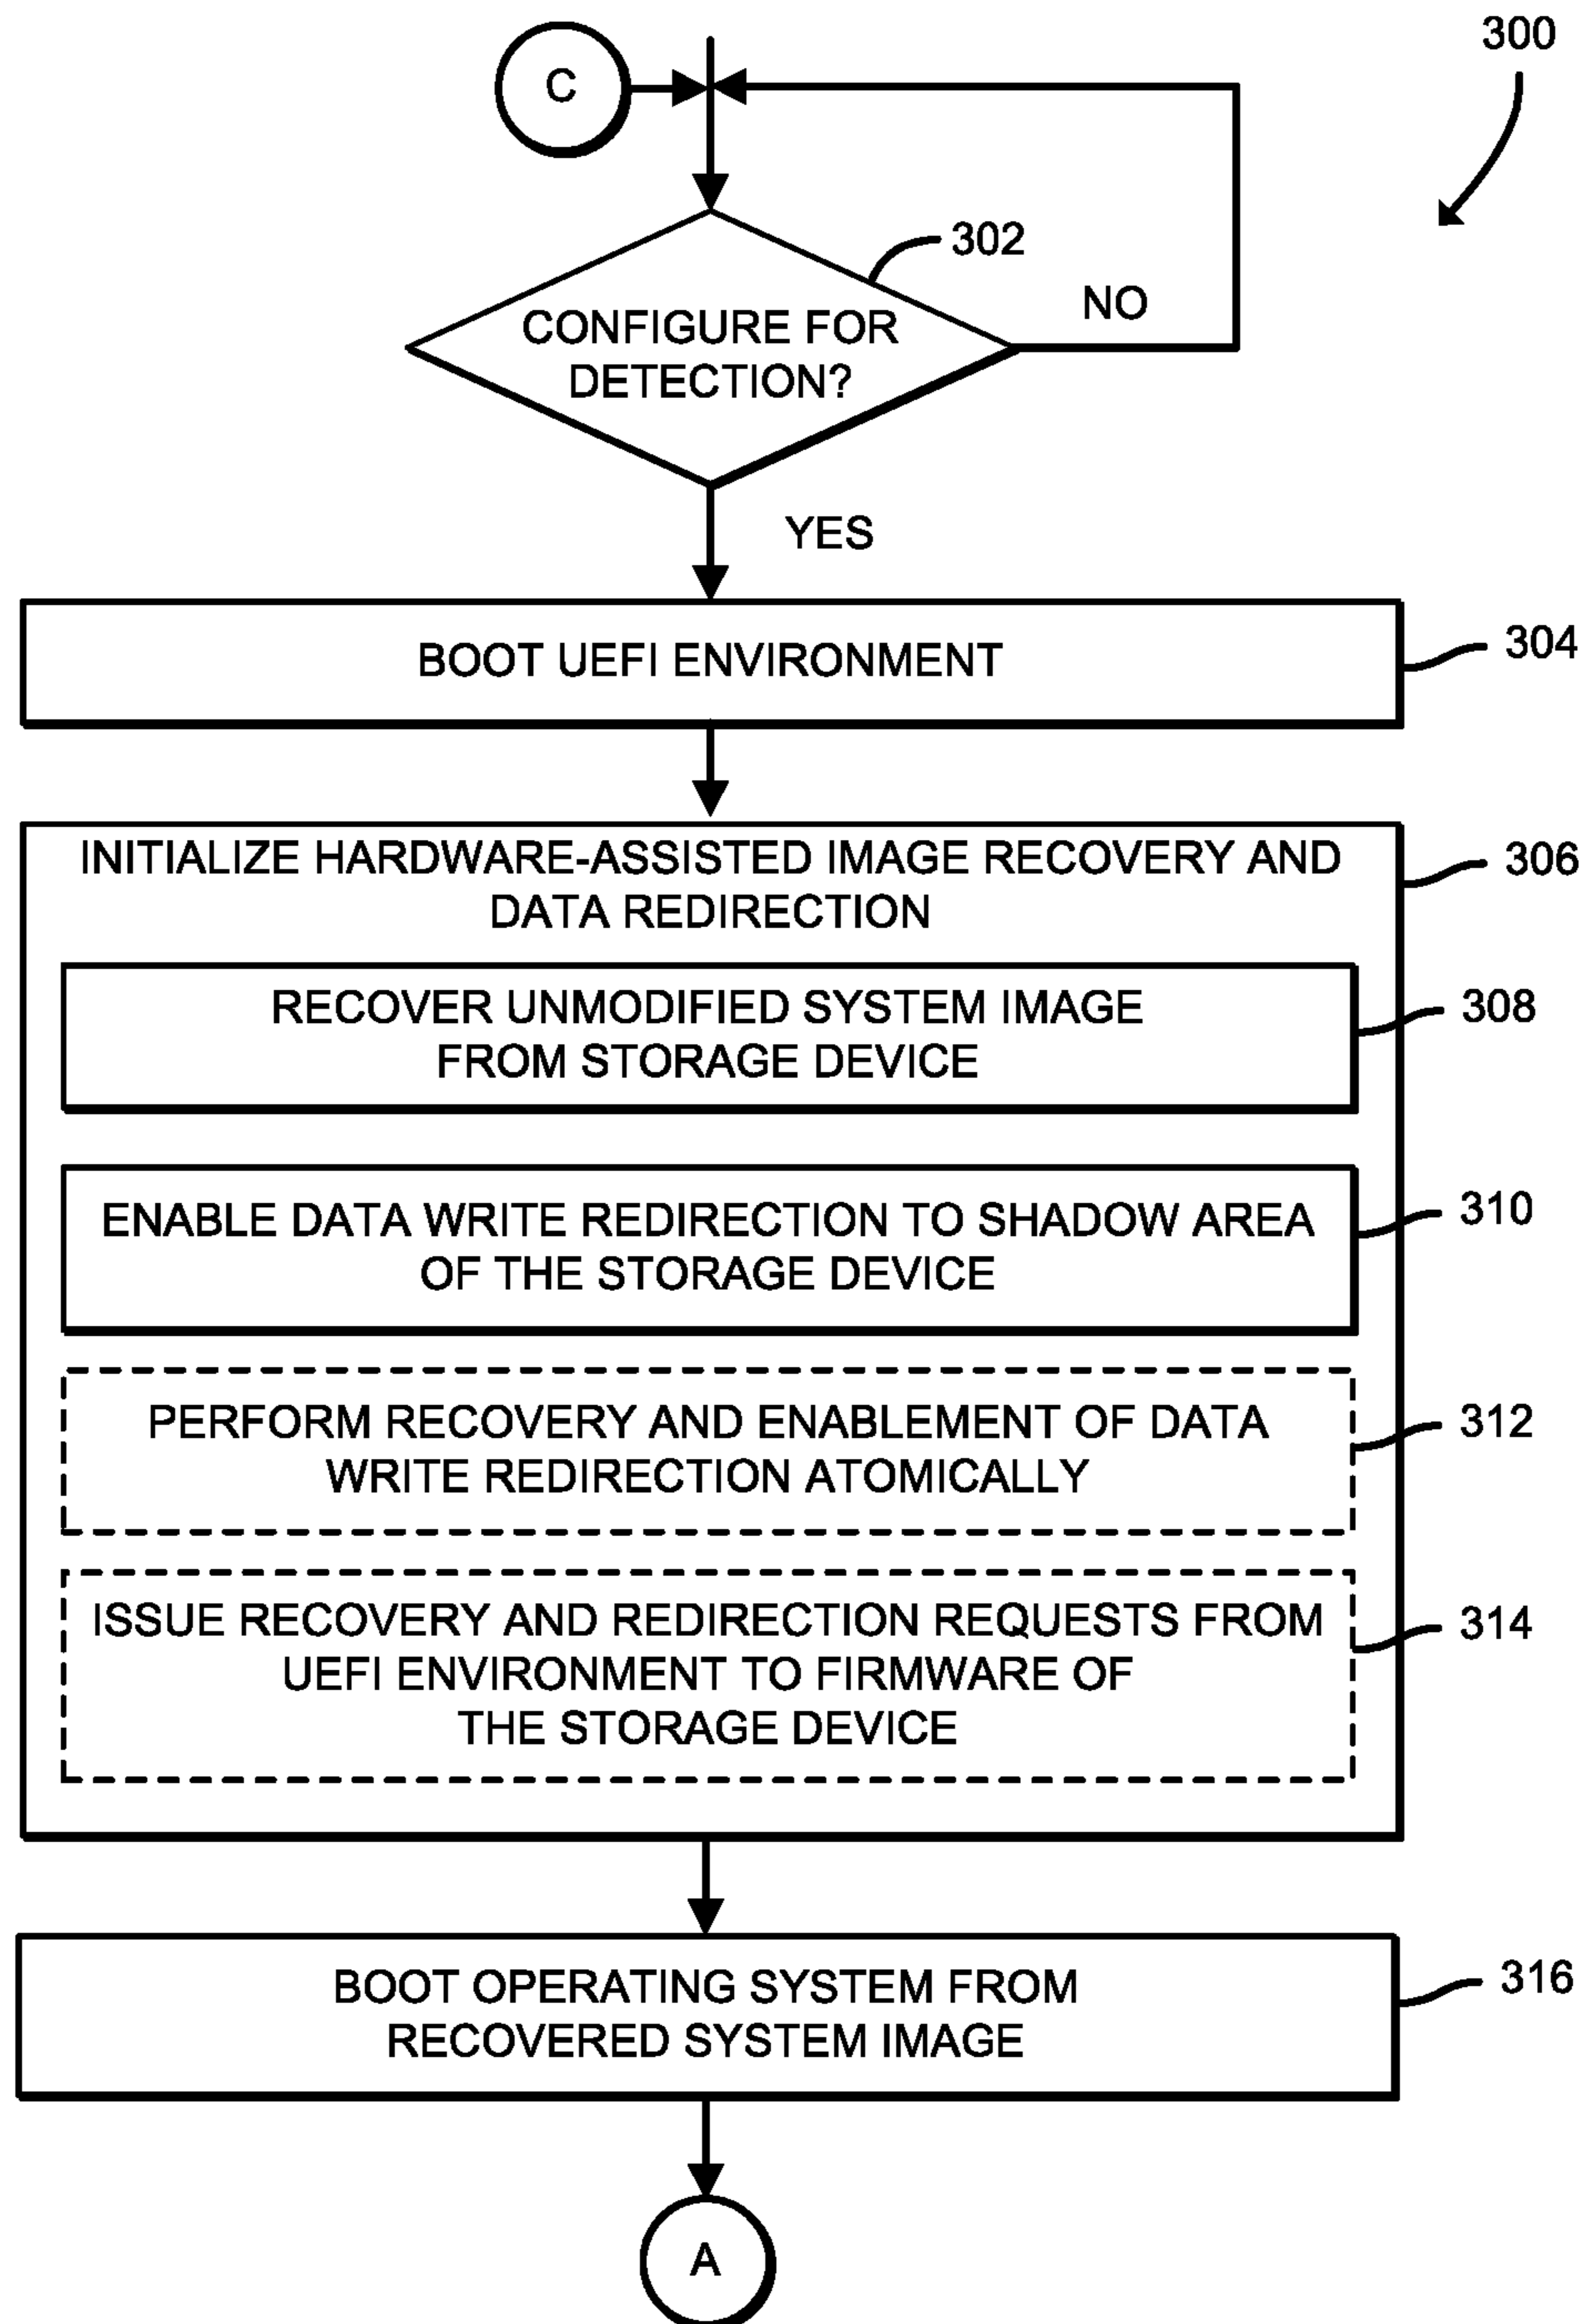 300
C
302
CONFIGURE FOR
DETECTION?
NO
YES
BOOT UEFI ENVIRONMENT
304
INITIALIZE HARDWARE-ASSISTED IMAGE RECOVERY AND
DATA REDIRECTION
306
RECOVER UNMODIFIED SYSTEM IMAGE
FROM STORAGE DEVICE
308
ENABLE DATA WRITE REDIRECTION TO SHADOW AREA
OF THE STORAGE DEVICE
310
PERFORM RECOVERY AND ENABLEMENT OF DATA
WRITE REDIRECTION ATOMICALLY
312
ISSUE RECOVERY AND REDIRECTION REQUESTS FROM
UEFI ENVIRONMENT TO FIRMWARE OF
THE STORAGE DEVICE
314
BOOT OPERATING SYSTEM FROM
RECOVERED SYSTEM IMAGE
316
A